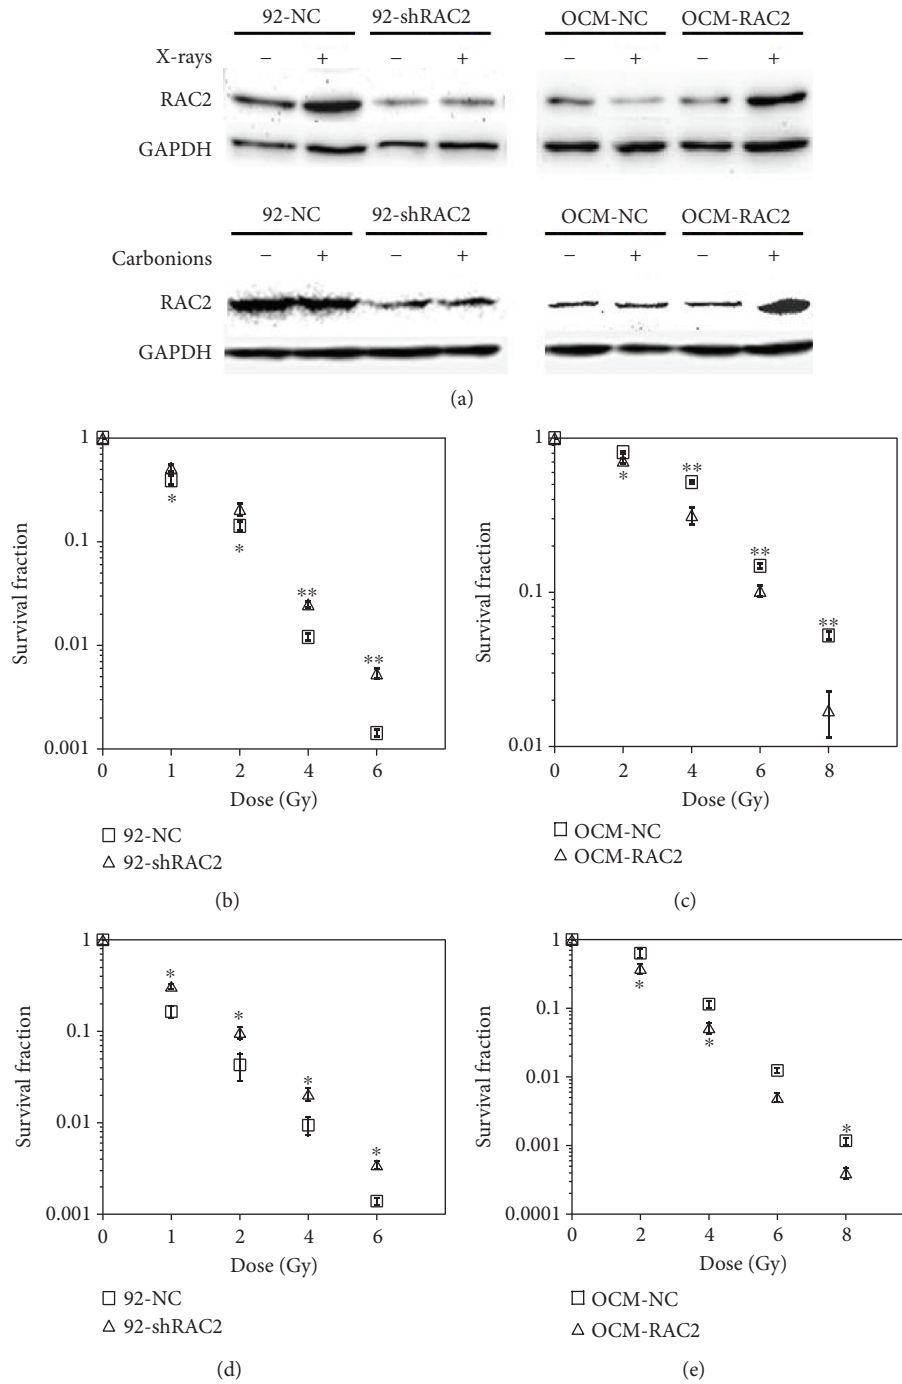 92-NC 92-shRAC2 OCM-NC OCM-RAC2
X-rays − + − + − + − +
RAC2
GAPDH
92-NC 92-shRAC2 OCM-NC OCM-RAC2
Carbonions − + − + − + − +
RAC2
GAPDH
(a)
Survival fraction
1
0.1
0.01
0.001
* * ** **
0 1 2 4 6
Dose (Gy)
92-NC
92-shRAC2
(b)
Survival fraction
1
0.1
0.01
* ** ** **
0 2 4 6 8
Dose (Gy)
OCM-NC
OCM-RAC2
(c)
Survival fraction
1
0.1
0.01
0.001
* * * *
0 1 2 4 6
Dose (Gy)
92-NC
92-shRAC2
(d)
Survival fraction
1
0.1
0.01
0.001
0.0001
* * *
0 2 4 6 8
Dose (Gy)
OCM-NC
OCM-RAC2
(e)